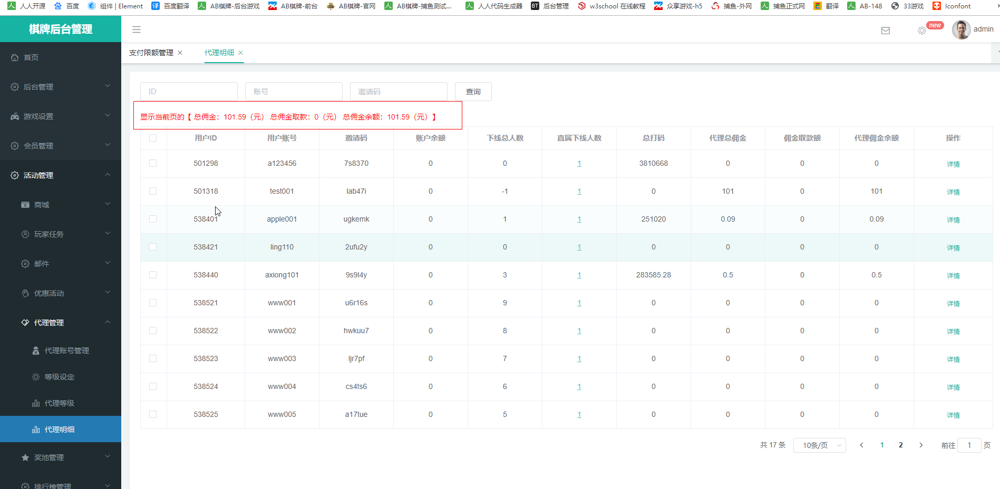 人人开源 百度 组件 | Element 百度翻译 AB棋牌-后台游戏 AB棋牌-前台 AB棋牌-官网 AB棋牌-捕鱼测试... 人人代码生成器 后台管理 w3school 在线教程 众享游戏-h5 捕鱼-外网 捕鱼正式网 翻译 AB-148 33游戏 Iconfont
棋牌后台管理 new admin
支付限额管理 代理明细
首页
后台管理
游戏设置
会员管理
活动管理
商城
玩家任务
邮件
优惠活动
代理管理
代理账号管理
等级设定
代理等级
代理明细
奖池管理
排行榜管理
ID 账号 邀请码 查询
显示当前页的【 总佣金：101.59（元） 总佣金取款：0（元） 总佣金余额：101.59（元）】
用户ID 用户账号 邀请码 账户余额 下线总人数 直属下线人数 总打码 代理总佣金 佣金取款额 代理佣金余额 操作
501298 a123456 7s8370 0 0 1 3810668 0 0 0 详情
501318 test001 lab47i 0 -1 1 0 101 0 101 详情
538401 apple001 ugkemk 0 1 1 251020 0.09 0 0.09 详情
538421 ling110 2ufu2y 0 0 1 0 0 0 0 详情
538440 axiong101 9s9l4y 0 3 1 283585.28 0.5 0 0.5 详情
538521 www001 u6r16s 0 9 1 0 0 0 0 详情
538522 www002 hwkuu7 0 8 1 0 0 0 0 详情
538523 www003 ljr7pf 0 7 1 0 0 0 0 详情
538524 www004 cs4ts6 0 6 1 0 0 0 0 详情
538525 www005 a17tue 0 5 1 0 0 0 0 详情
共 17 条 10条/页 1 2 前往 1 页